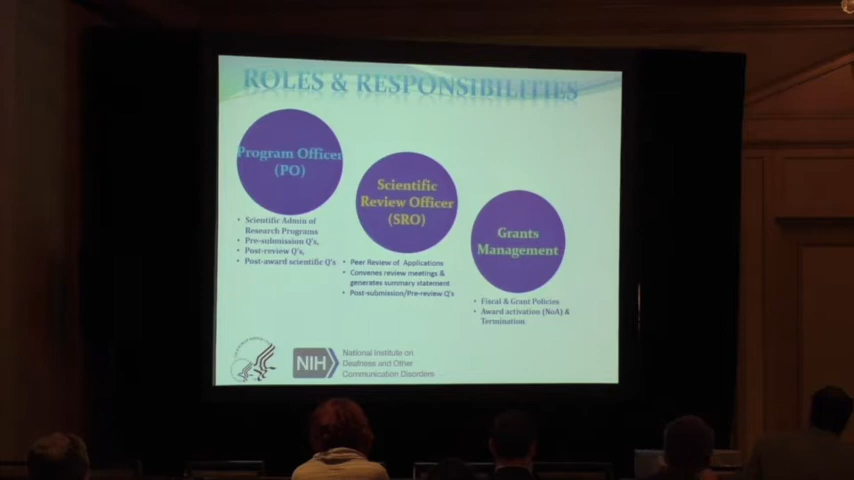 ROLES & RESPONSIBILITIES
Program Officer
(PO)
• Scientific Admin of
Research Programs
• Pre-submission Q's,
• Post-review Q's,
• Post-award scientific Q's
Scientific
Review Officer
(SRO)
• Peer Review of Applications
• Convenes review meetings &
generates summary statement
• Post-submission/Pre-review Q's
Grants
Management
• Fiscal & Grant Policies
• Award activation (NoA) &
Termination
NIH
National Institute on
Deafness and Other
Communication Disorders